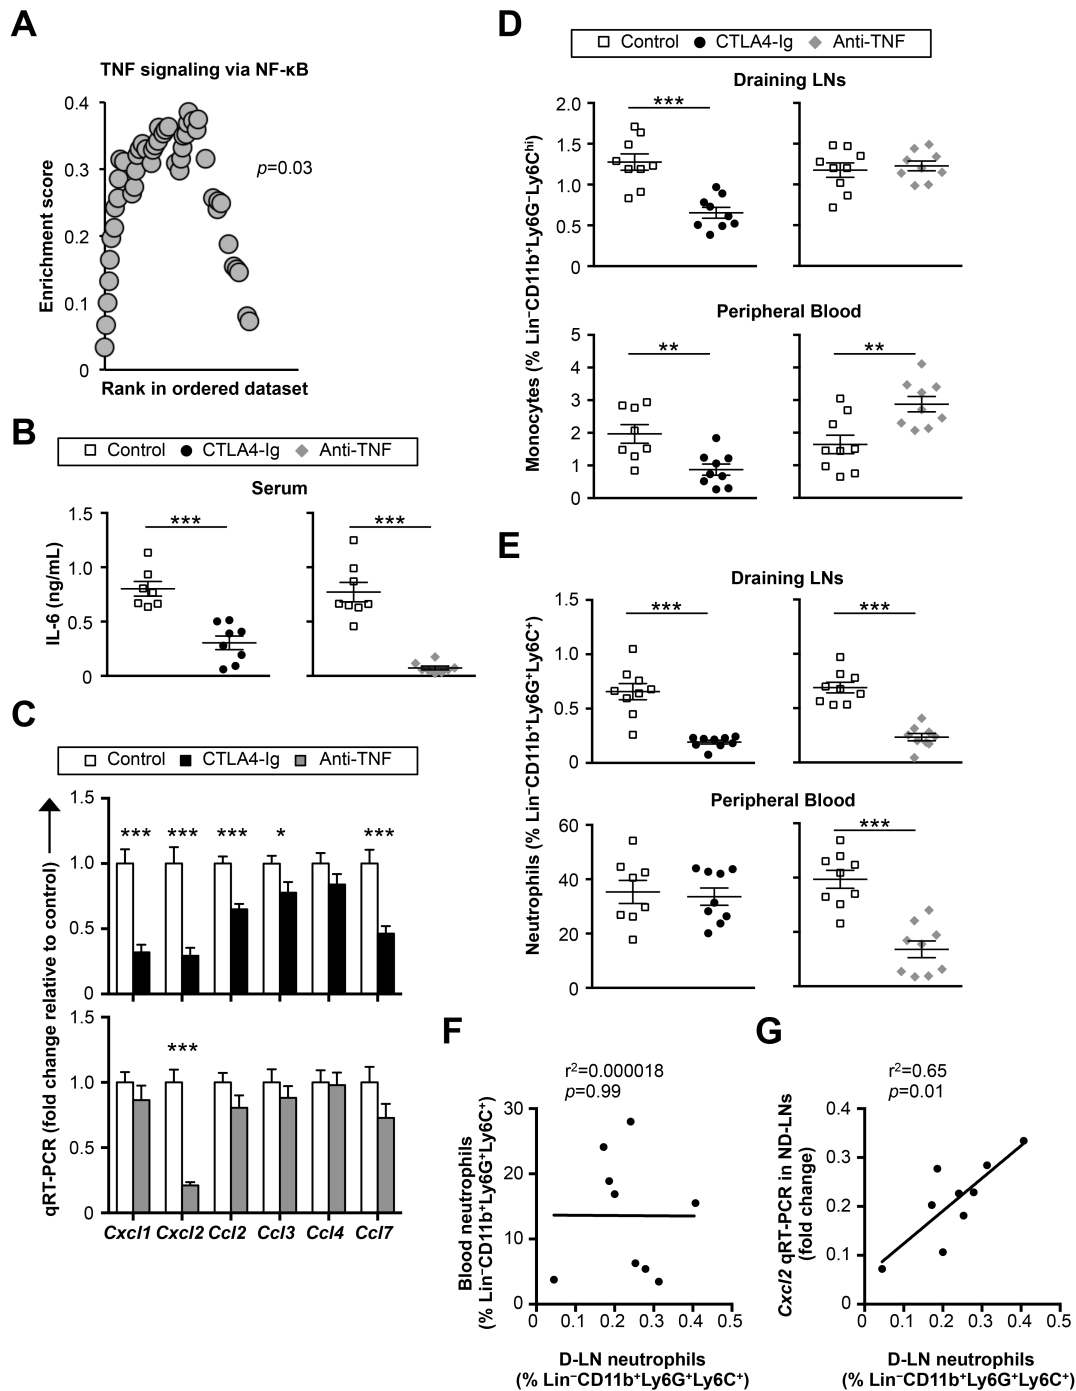 A
TNF signaling via NF-κB
Enrichment score
0.4
0.3
0.2
0.1
0
p=0.03
Rank in ordered dataset
B
Control CTLA4-Ig Anti-TNF
Serum
IL-6 (ng/mL)
1.5
1.0
0.5
0
***
***
C
Control CTLA4-Ig Anti-TNF
qRT-PCR (fold change relative to control)
1.5
1.0
0.5
0
*** *** *** * ***
1.5
1.0
0.5
0
***
Cxcl1 Cxcl2 Ccl2 Ccl3 Ccl4 Ccl7
D
Control CTLA4-Ig Anti-TNF
Draining LNs
Monocytes (% Lin⁻CD11b⁺Ly6G⁻Ly6Cʰⁱ)
2.0
1.5
1.0
0.5
0
***
Peripheral Blood
5
4
3
2
1
0
**
**
E
Draining LNs
Neutrophils (% Lin⁻CD11b⁺Ly6G⁺Ly6C⁺)
1.5
1.0
0.5
0
***
***
Peripheral Blood
60
40
20
0
***
F
r²=0.000018
p=0.99
Blood neutrophils
(% Lin⁻CD11b⁺Ly6G⁺Ly6C⁺)
30
20
10
0
0 0.1 0.2 0.3 0.4 0.5
D-LN neutrophils
(% Lin⁻CD11b⁺Ly6G⁺Ly6C⁺)
G
r²=0.65
p=0.01
Cxcl2 qRT-PCR in ND-LNs
(fold change)
0.4
0.3
0.2
0.1
0
0 0.1 0.2 0.3 0.4 0.5
D-LN neutrophils
(% Lin⁻CD11b⁺Ly6G⁺Ly6C⁺)